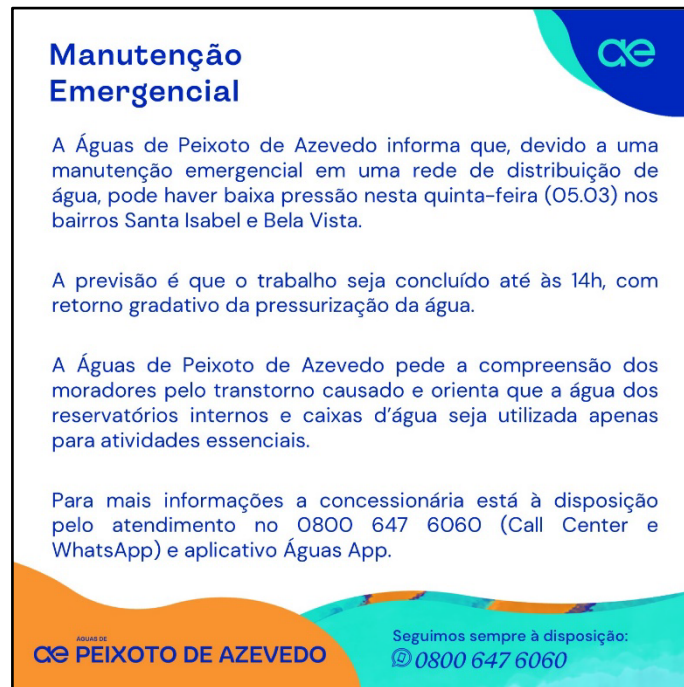 ae
Manutenção
Emergencial
A Águas de Peixoto de Azevedo informa que, devido a uma
manutenção emergencial em uma rede de distribuição de
água, pode haver baixa pressão nesta quinta-feira (05.03) nos
bairros Santa Isabel e Bela Vista.
A previsão é que o trabalho seja concluído até às 14h, com
retorno gradativo da pressurização da água.
A Águas de Peixoto de Azevedo pede a compreensão dos
moradores pelo transtorno causado e orienta que a água dos
reservatórios internos e caixas d’água seja utilizada apenas
para atividades essenciais.
Para mais informações a concessionária está à disposição
pelo atendimento no 0800 647 6060 (Call Center e
WhatsApp) e aplicativo Águas App.
ÁGUAS DE
ae PEIXOTO DE AZEVEDO
Seguimos sempre à disposição:
0800 647 6060